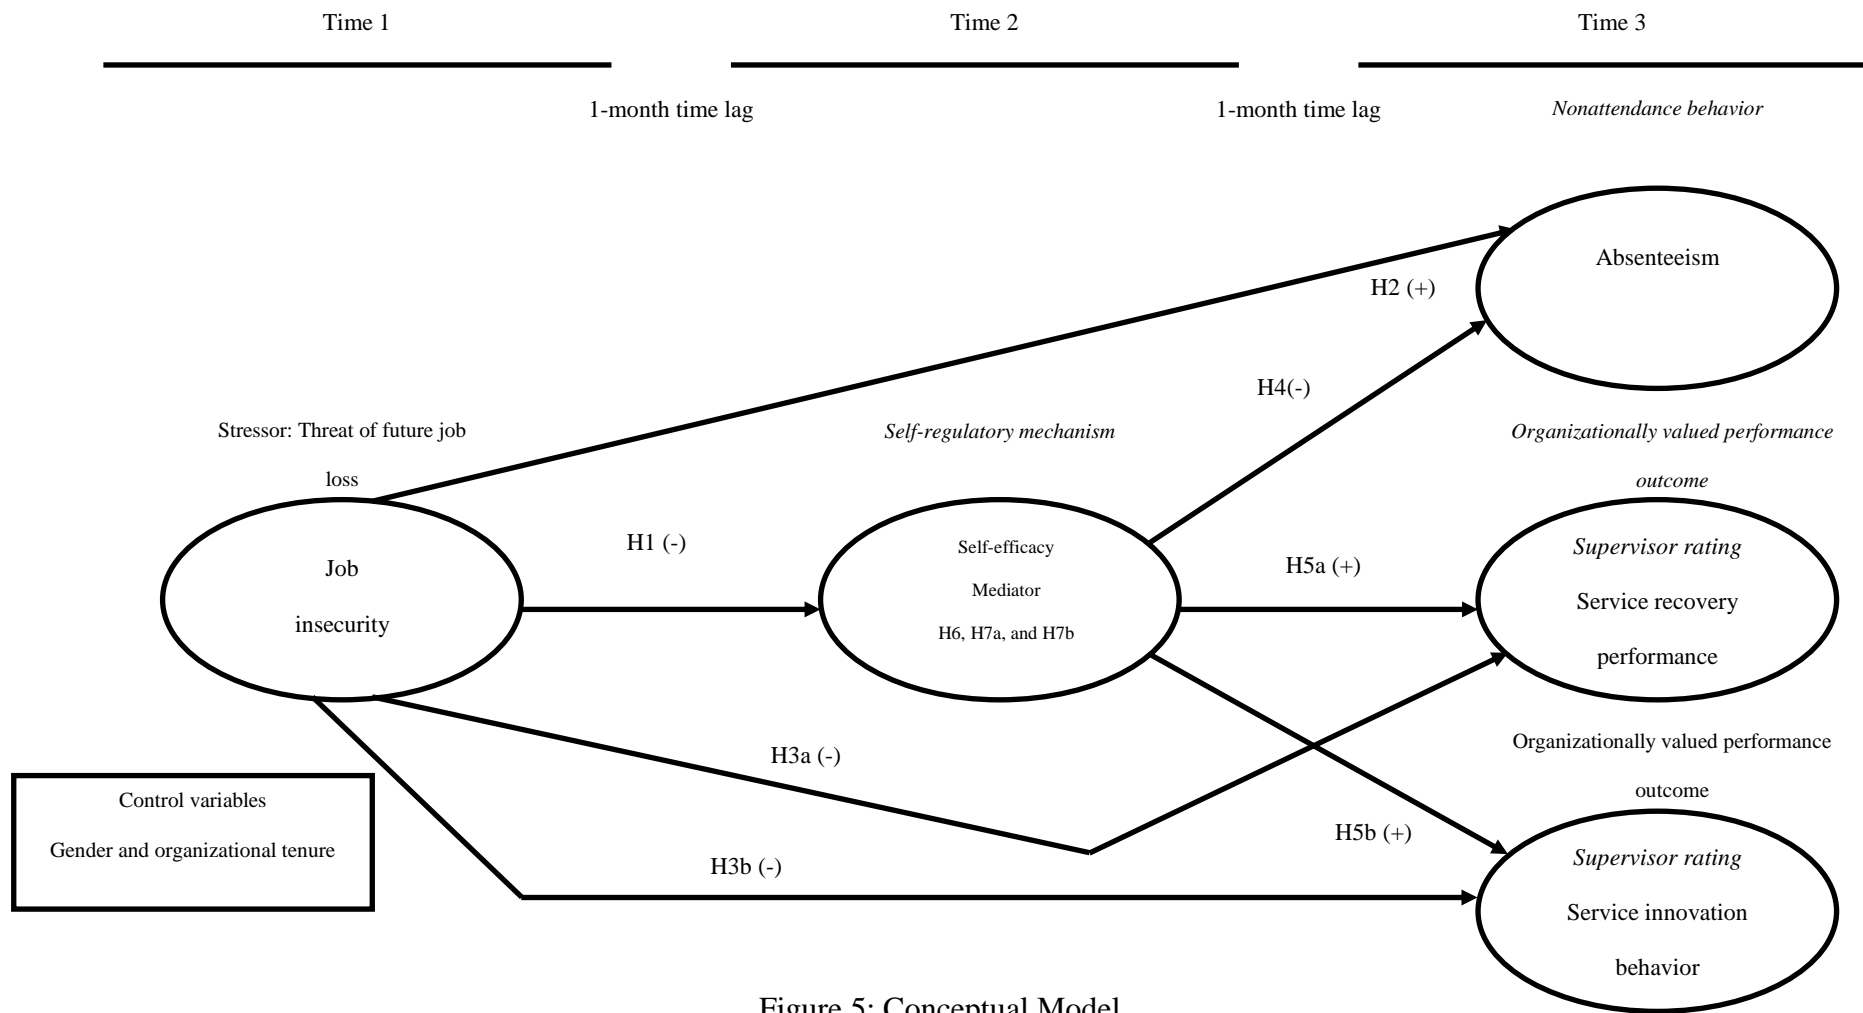 Time 1
Time 2
Time 3
1-month time lag
1-month time lag
Nonattendance behavior
Absenteeism
H2 (+)
H4(-)
Stressor: Threat of future job
loss
Self-regulatory mechanism
Organizationally valued performance
outcome
Job
insecurity
H1 (-)
Self-efficacy
Mediator
H6, H7a, and H7b
H5a (+)
Supervisor rating
Service recovery
performance
H3a (-)
Organizationally valued performance
outcome
Control variables
Gender and organizational tenure
H3b (-)
H5b (+)
Supervisor rating
Service innovation
behavior
Figure 5: Conceptual Model